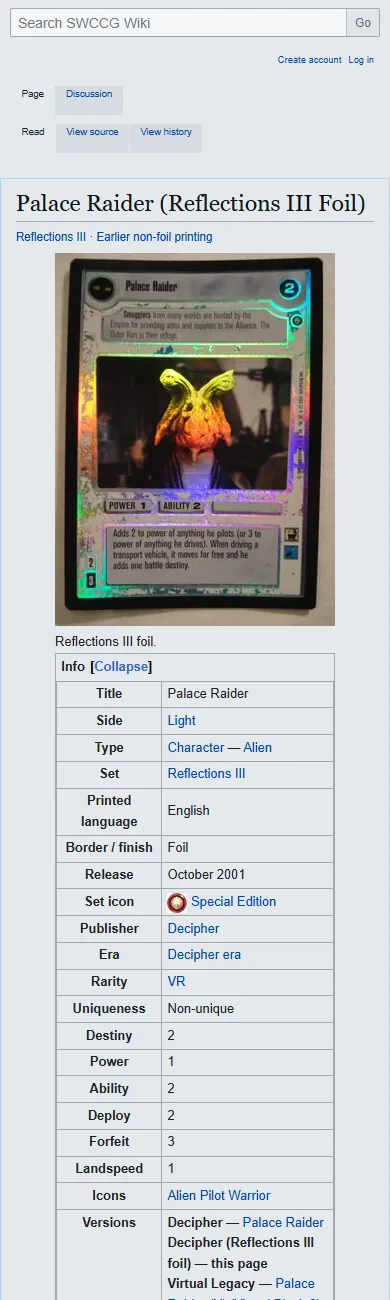 Search SWCCG Wiki
Go
Create account Log in
Page Discussion
Read View source View history
Palace Raider (Reflections III Foil)
Reflections III · Earlier non-foil printing
Palace Raider
2
Smugglers from many worlds are hunted by the
Empire for providing arms and supplies to the Alliance. The
Outer Rim is their refuge.
POWER 1 ABILITY 2
Adds 2 to power of anything he pilots (or 3 to
power of anything he drives). When driving a
transport vehicle, it moves for free and he
adds one battle destiny.
2
3
Reflections III foil.
Info [Collapse]
Title Palace Raider
Side Light
Type Character — Alien
Set Reflections III
Printed
language English
Border / finish Foil
Release October 2001
Set icon Special Edition
Publisher Decipher
Era Decipher era
Rarity VR
Uniqueness Non-unique
Destiny 2
Power 1
Ability 2
Deploy 2
Forfeit 3
Landspeed 1
Icons Alien Pilot Warrior
Versions Decipher — Palace Raider
Decipher (Reflections III
foil) — this page
Virtual Legacy — Palace